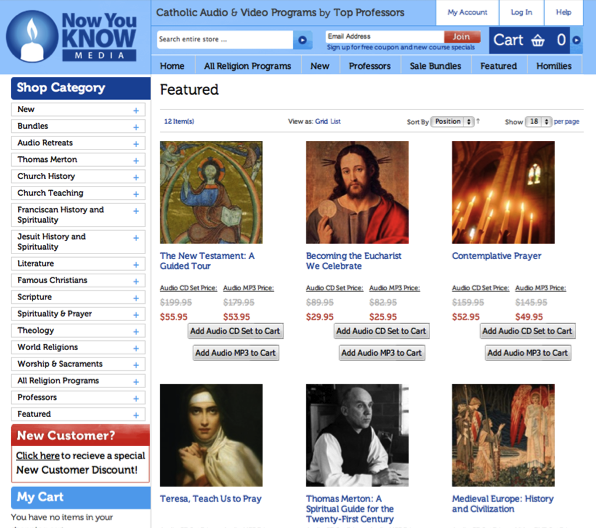 Now You
KNOW
MEDIA
Catholic Audio & Video Programs by Top Professors
My Account
Log In
Help
Search entire store ...
Email Address
Join
Sign up for free coupon and new course specials
Cart 0
Home
All Religion Programs
New
Professors
Sale Bundles
Featured
Homilies
Shop Category
New +
Bundles +
Audio Retreats +
Thomas Merton +
Church History +
Church Teaching +
Franciscan History and +
Spirituality
Jesuit History and +
Spirituality
Literature +
Famous Christians +
Scripture +
Spirituality & Prayer +
Theology +
World Religions +
Worship & Sacraments +
All Religion Programs +
Professors +
Featured +
New Customer?
Click here to recieve a special
New Customer Discount!
My Cart
You have no items in your
Featured
12 Item(s)
View as: Grid List
Sort By Position
Show 18 per page
The New Testament: A
Guided Tour
Audio CD Set Price: Audio MP3 Price:
$199.95 $179.95
$55.95 $53.95
Add Audio CD Set to Cart
Add Audio MP3 to Cart
Becoming the Eucharist
We Celebrate
Audio CD Set Price: Audio MP3 Price:
$89.95 $82.95
$29.95 $25.95
Add Audio CD Set to Cart
Add Audio MP3 to Cart
Contemplative Prayer
Audio CD Set Price: Audio MP3 Price:
$159.95 $145.95
$52.95 $49.95
Add Audio CD Set to Cart
Add Audio MP3 to Cart
Teresa, Teach Us to Pray
Thomas Merton: A
Spiritual Guide for the
Twenty-First Century
Medieval Europe: History
and Civilization